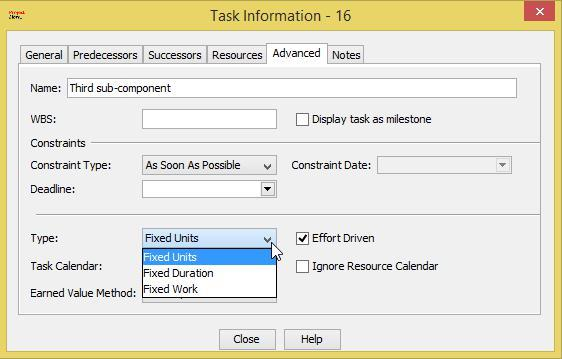 Project
Task Information - 16
General Predecessors Successors Resources Advanced Notes
Name: Third sub-component
WBS: Display task as milestone
Constraints
Constraint Type: As Soon As Possible Constraint Date:
Deadline:
Type: Fixed Units Effort Driven
Fixed Units
Task Calendar: Fixed Duration Ignore Resource Calendar
Fixed Work
Earned Value Method:
Close Help